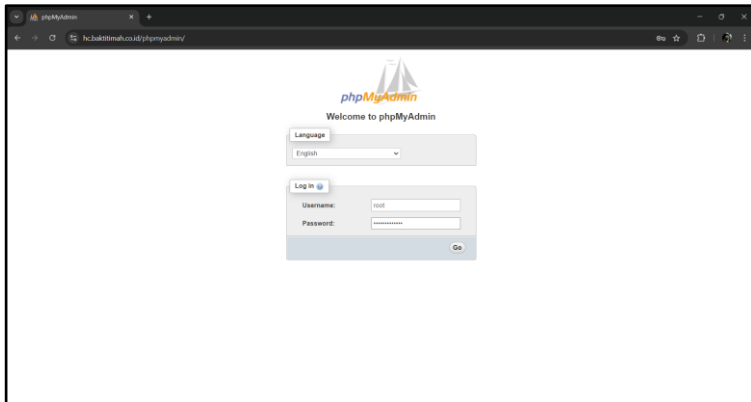 phpMyAdmin
hc.baktitimah.co.id/phpmyadmin/
phpMyAdmin
Welcome to phpMyAdmin
Language
English
Log in
Username:
root
Password:
Go